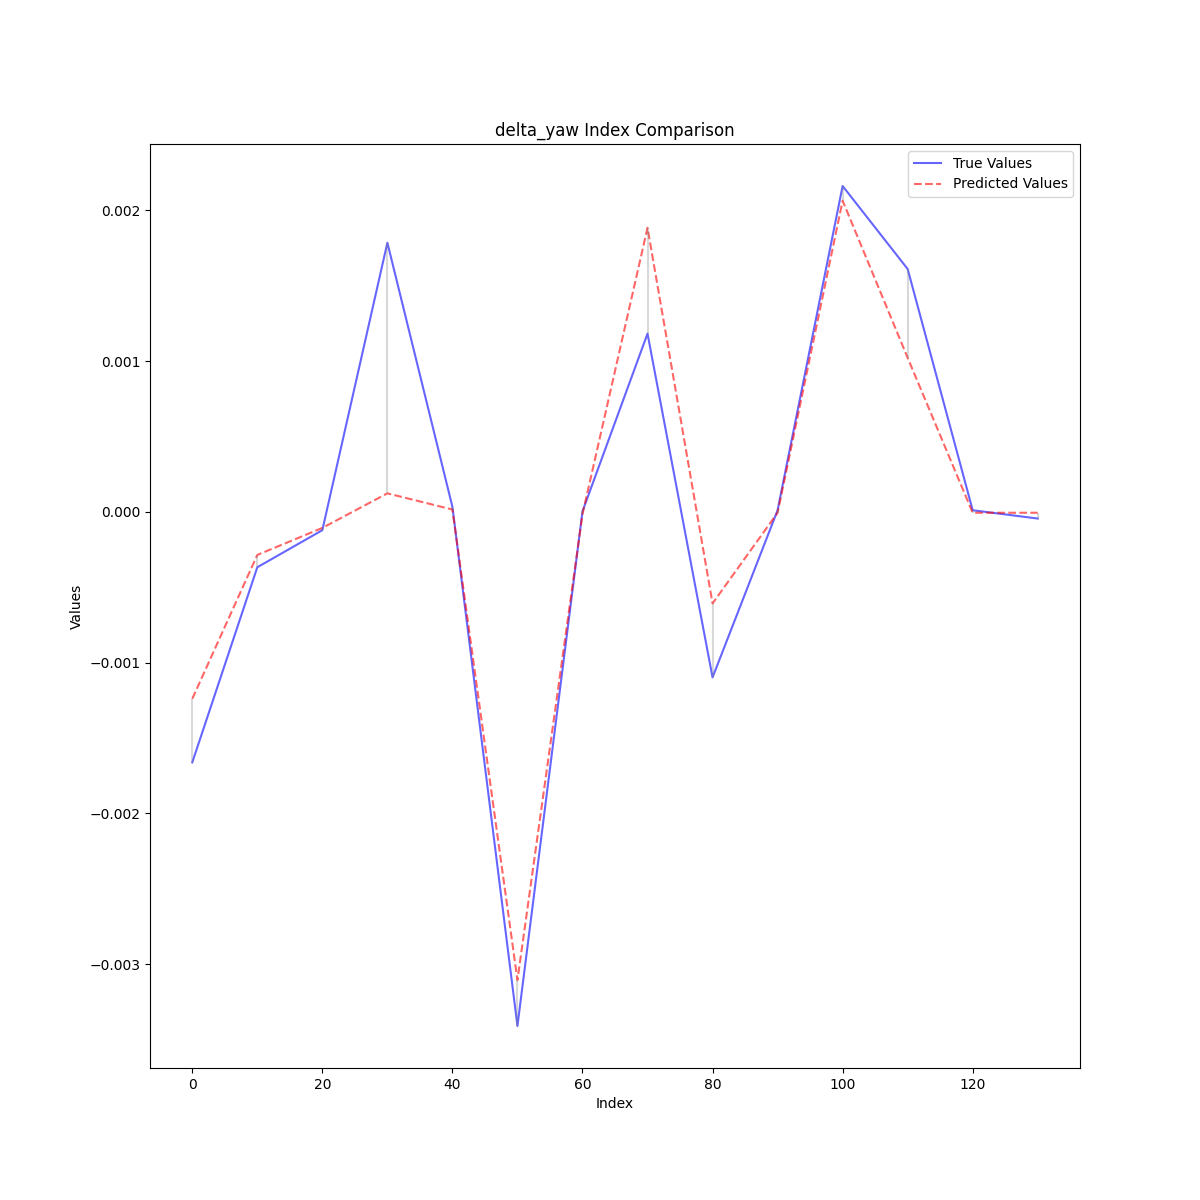 delta_yaw Index Comparison
True Values
Predicted Values
0.002
0.001
0.000
−0.001
−0.002
−0.003
Values
0
20
40
60
80
100
120
Index